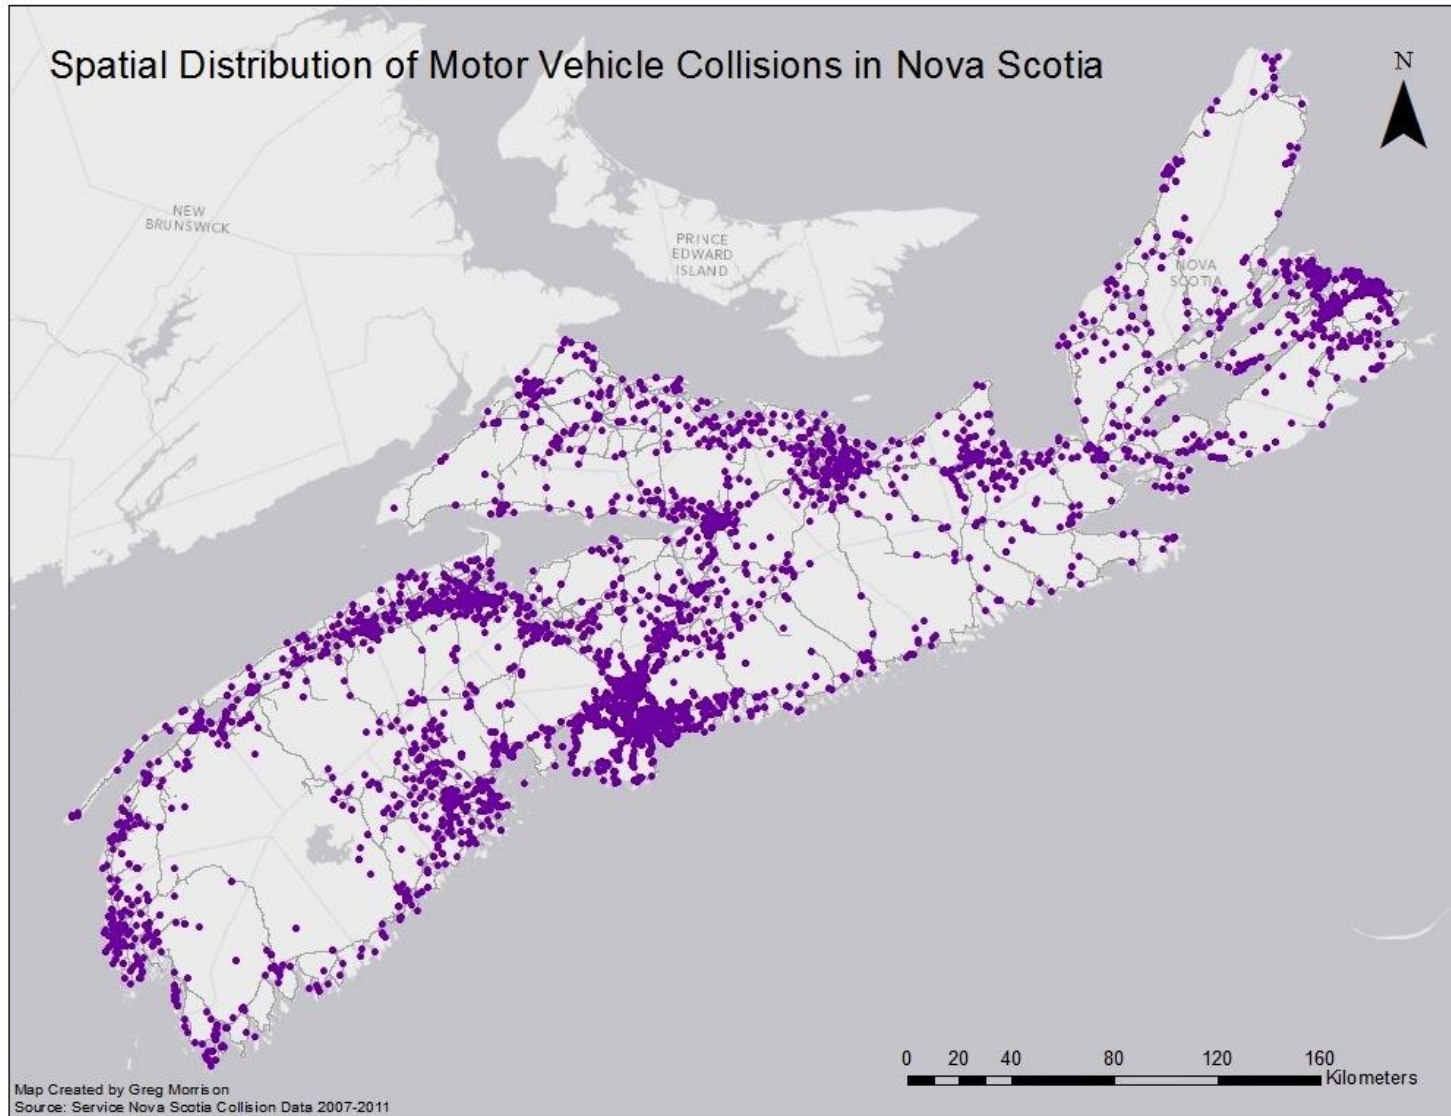 Spatial Distribution of Motor Vehicle Collisions in Nova Scotia
N
NEW
BRUNSWICK
PRINCE
EDWARD
ISLAND
NOVA
SCOTIA
0 20 40 80 120 160
Kilometers
Map Created by Greg Morrison
Source: Service Nova Scotia Collision Data 2007-2011